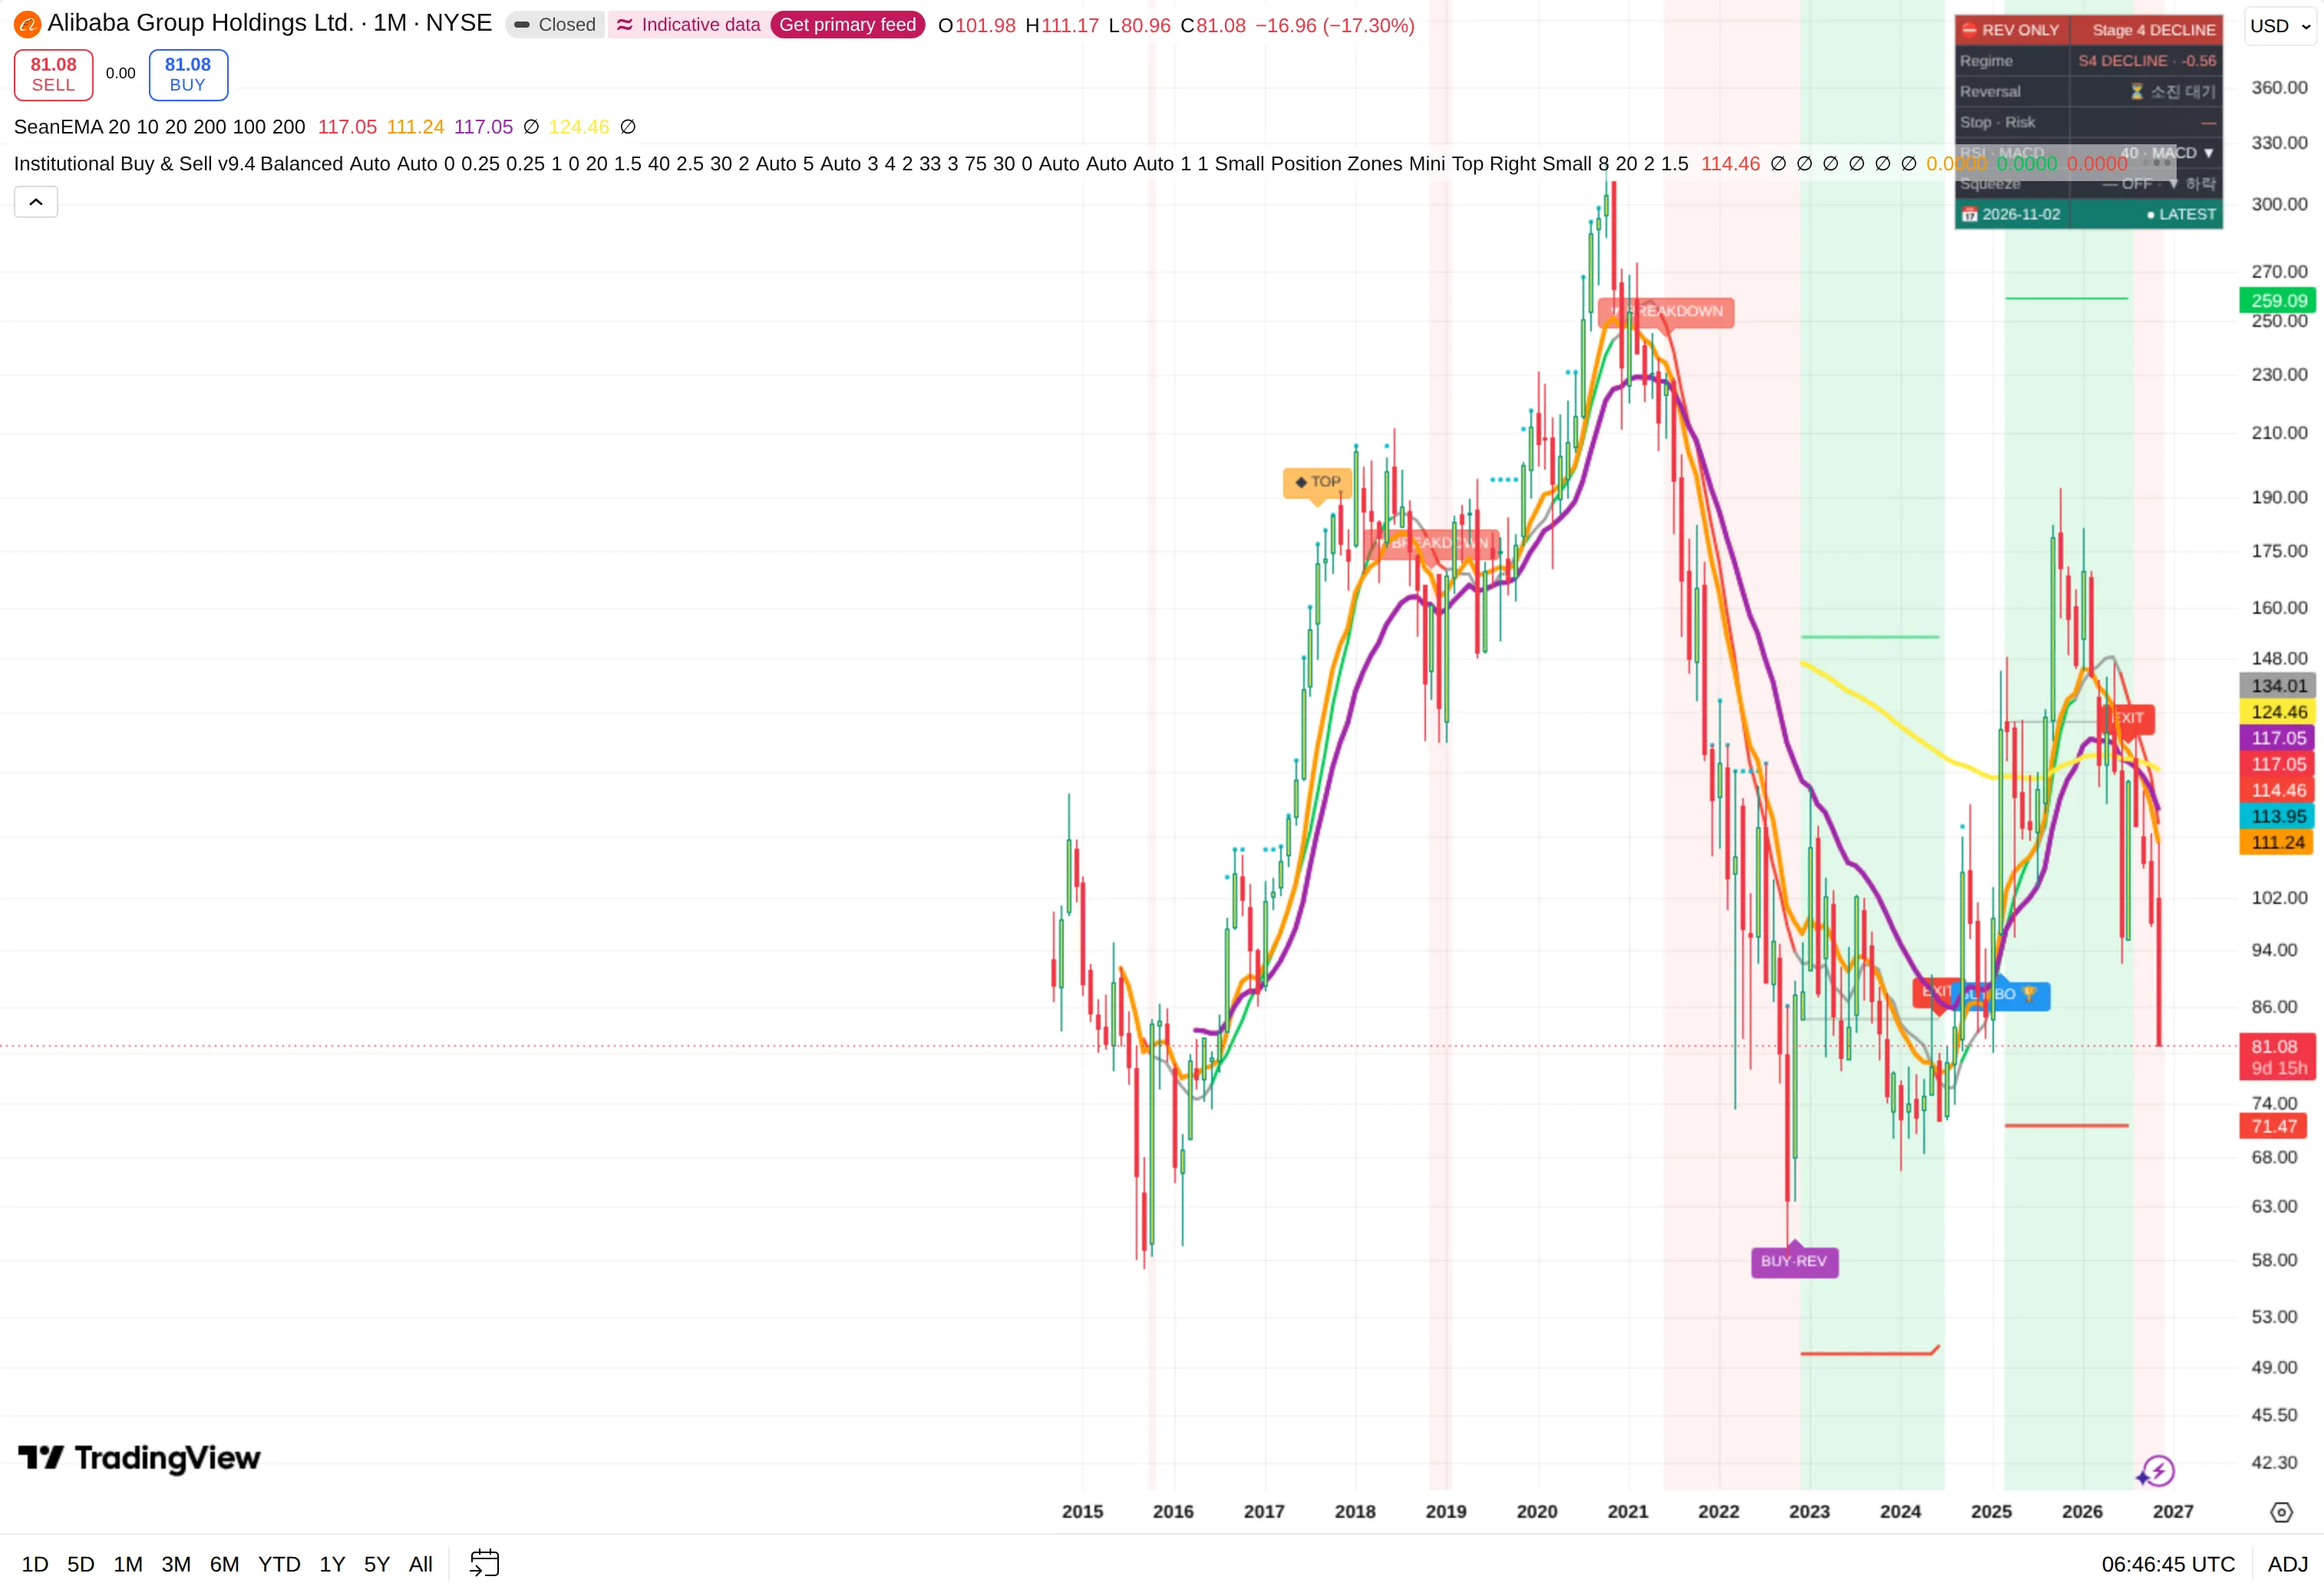 Alibaba Group Holdings Ltd. · 1M · NYSE Closed Indicative data Get primary feed O101.98 H111.17 L80.96 C81.08 −16.96 (−17.30%)
81.08 SELL
0.00
81.08 BUY
SeanEMA 20 10 20 200 100 200 117.05 111.24 117.05 ∅ 124.46 ∅
Institutional Buy & Sell v9.4 Balanced Auto Auto 0 0.25 0.25 1 0 20 1.5 40 2.5 30 2 Auto 5 Auto 3 4 2 33 3 75 30 0 Auto Auto Auto 1 1 Small Position Zones Mini Top Right Small 8 20 2 1.5 114.46 ∅ ∅ ∅ ∅ ∅ ∅ 0.0000 0.0000 0.0000
REV ONLY Stage 4 DECLINE
Regime S4 DECLINE · -0.56
Reversal ⏳ 소진 대기
Stop · Risk —
RSI · MACD 40 · MACD ▼
Squeeze — OFF · ▼ 하락
2026-11-02 ● LATEST
USD
360.00
330.00
300.00
270.00
259.09
250.00
230.00
210.00
190.00
175.00
160.00
148.00
134.01
124.46
117.05
117.05
114.46
113.95
111.24
102.00
94.00
86.00
81.08
9d 15h
74.00
71.47
68.00
63.00
58.00
53.00
49.00
45.50
42.30
BREAKDOWN
◆ TOP
BREAKDOWN
EXIT
EXIT
BO 🏆
BUY-REV
TradingView
2015 2016 2017 2018 2019 2020 2021 2022 2023 2024 2025 2026 2027
1D 5D 1M 3M 6M YTD 1Y 5Y All
06:46:45 UTC ADJ